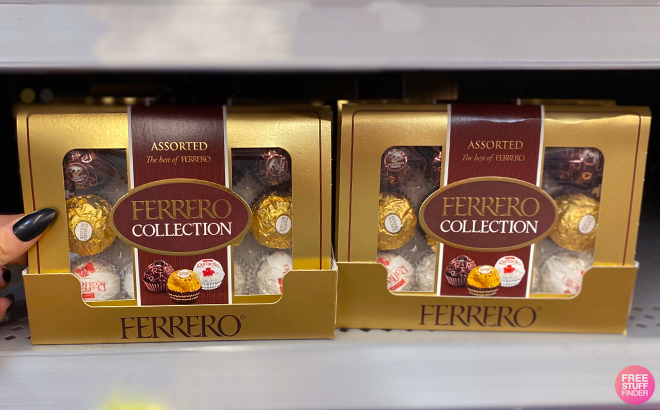 ASSORTED
The best of FERRERO
FERRERO
COLLECTION
FERRERO®
ASSORTED
The best of FERRERO
FERRERO
COLLECTION
FERRERO®
FREE
STUFF
FINDER